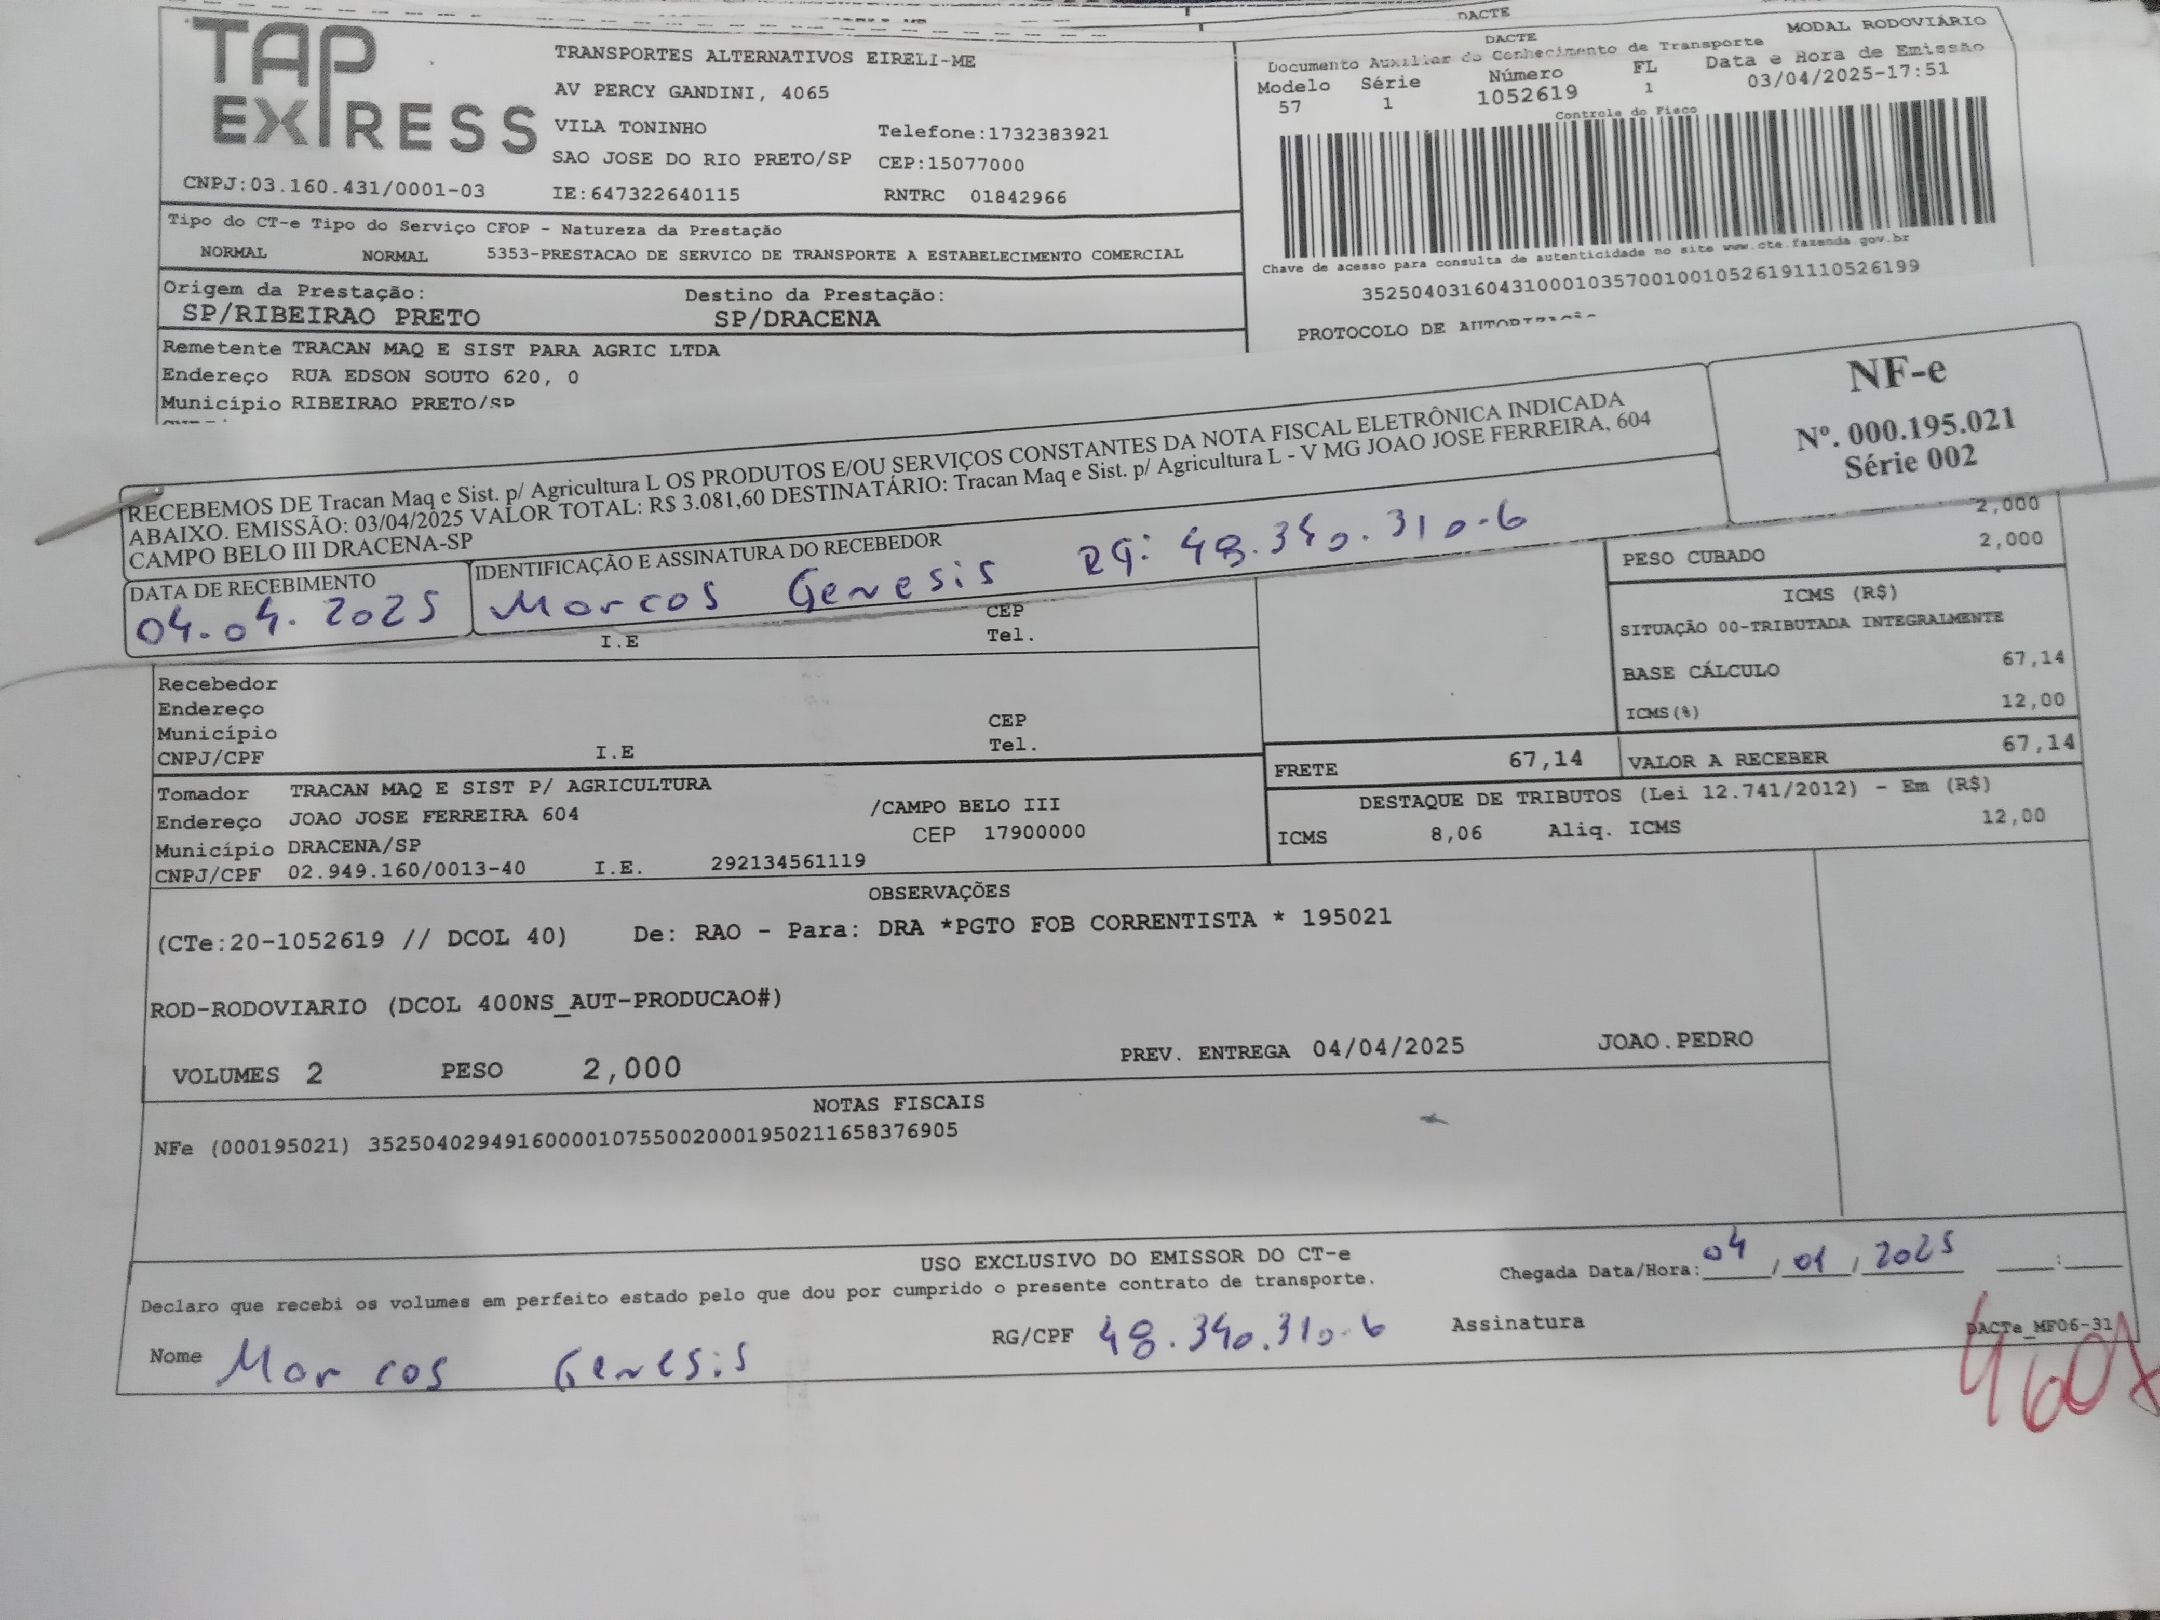 DACTE
TAP
EXPRESS
TRANSPORTES ALTERNATIVOS EIRELI-ME
AV PERCY GANDINI, 4065
VILA TONINHO
Telefone:1732383921
SAO JOSE DO RIO PRETO/SP CEP:15077000
CNPJ:03.160.431/0001-03 IE:647322640115 RNTRC 01842966
DACTE MODAL RODOVIÁRIO
Documento Auxiliar do Conhecimento de Transporte
Modelo Série Número FL Data e Hora de Emissão
57 1 1052619 1 03/04/2025-17:51
Controle do Fisco
Chave de acesso para consulta de autenticidade no site www.cte.fazenda.gov.br
35250403160431000103570010010526191110526199
PROTOCOLO DE AUTORIZAÇÃO
Tipo do CT-e Tipo do Serviço CFOP - Natureza da Prestação
NORMAL NORMAL 5353-PRESTACAO DE SERVICO DE TRANSPORTE A ESTABELECIMENTO COMERCIAL
Origem da Prestação: Destino da Prestação:
SP/RIBEIRAO PRETO SP/DRACENA
Remetente TRACAN MAQ E SIST PARA AGRIC LTDA
Endereço RUA EDSON SOUTO 620, 0
Município RIBEIRAO PRETO/SP
RECEBEMOS DE Tracan Maq e Sist. p/ Agricultura L OS PRODUTOS E/OU SERVIÇOS CONSTANTES DA NOTA FISCAL ELETRÔNICA INDICADA
ABAIXO. EMISSÃO: 03/04/2025 VALOR TOTAL: R$ 3.081,60 DESTINATÁRIO: Tracan Maq e Sist. p/ Agricultura L - V MG JOAO JOSE FERREIRA, 604
CAMPO BELO III DRACENA-SP
NF-e
Nº. 000.195.021
Série 002
DATA DE RECEBIMENTO IDENTIFICAÇÃO E ASSINATURA DO RECEBEDOR
04.04.2025 Marcos Genesis RG: 48.340.310-6
2,000
PESO CUBADO 2,000
ICMS (R$)
SITUAÇÃO 00-TRIBUTADA INTEGRALMENTE
BASE CÁLCULO 67,14
ICMS(%) 12,00
CEP
I.E Tel.
Recebedor
Endereço
Município CEP
CNPJ/CPF I.E Tel.
FRETE 67,14 VALOR A RECEBER 67,14
DESTAQUE DE TRIBUTOS (Lei 12.741/2012) - Em (R$)
ICMS 8,06 Aliq. ICMS 12,00
Tomador TRACAN MAQ E SIST P/ AGRICULTURA
Endereço JOAO JOSE FERREIRA 604 /CAMPO BELO III
Município DRACENA/SP CEP 17900000
CNPJ/CPF 02.949.160/0013-40 I.E. 292134561119
OBSERVAÇÕES
(CTe:20-1052619 // DCOL 40) De: RAO - Para: DRA *PGTO FOB CORRENTISTA * 195021
ROD-RODOVIARIO (DCOL 400NS_AUT-PRODUCAO#)
VOLUMES 2 PESO 2,000 PREV. ENTREGA 04/04/2025 JOAO.PEDRO
NOTAS FISCAIS
NFe (000195021) 35250402949160000107550020001950211658376905
USO EXCLUSIVO DO EMISSOR DO CT-e
Declaro que recebi os volumes em perfeito estado pelo que dou por cumprido o presente contrato de transporte.
Chegada Data/Hora: 04/01/2025 :
Nome Marcos Genesis RG/CPF 48.340.310-6 Assinatura
DACTe_MF06-31